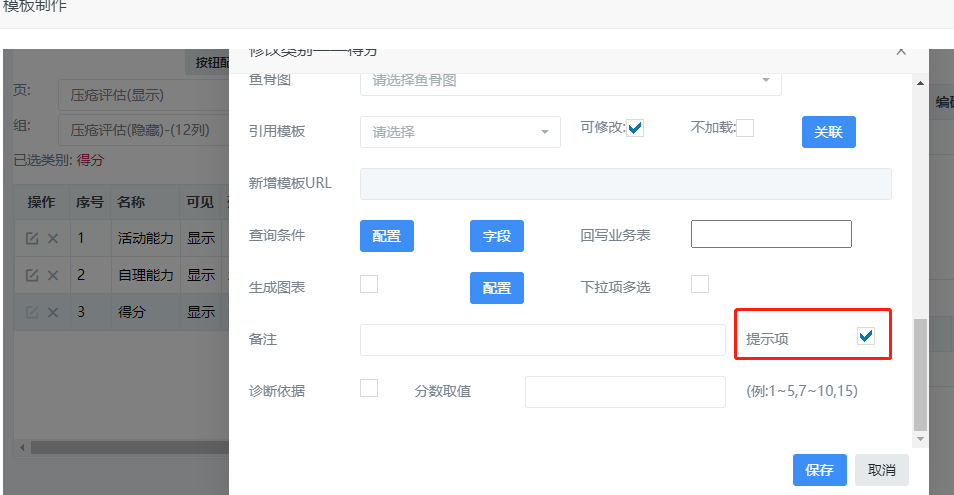 模板制作
按钮配
修改类别——得分
页:
压疮评估(显示)
组:
压疮评估(隐藏)-(12列)
已选类别: 得分
操作 序号 名称 可见
1 活动能力 显示
2 自理能力 显示
3 得分 显示
编码
鱼骨图 请选择鱼骨图
引用模板 请选择 可修改: 不加载: 关联
新增模板URL
查询条件 配置 字段 回写业务表
生成图表 配置 下拉项多选
备注 提示项
诊断依据 分数取值 (例:1~5,7~10,15)
保存 取消